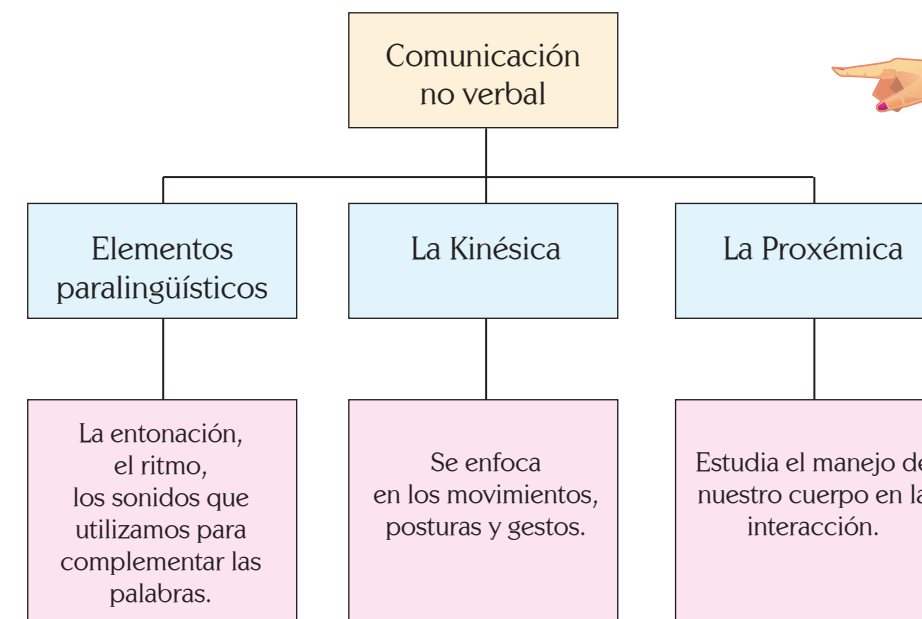 Comunicación
no verbal
Elementos
paralingüísticos
La Kinésica
La Proxémica
La entonación,
el ritmo,
los sonidos que
utilizamos para
complementar las
palabras.
Se enfoca
en los movimientos,
posturas y gestos.
Estudia el manejo de
nuestro cuerpo en la
interacción.